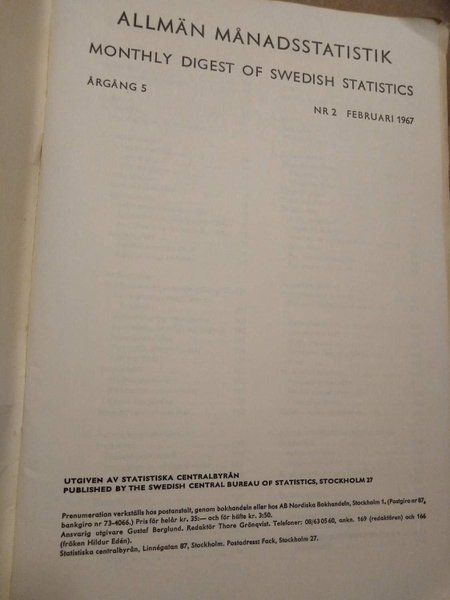 ALLMÄN MÅNADSSTATISTIK
MONTHLY DIGEST OF SWEDISH STATISTICS
ÅRGÅNG 5
NR 2 FEBRUARI 1967
UTGIVEN AV STATISTISKA CENTRALBYRÅN
PUBLISHED BY THE SWEDISH CENTRAL BUREAU OF STATISTICS, STOCKHOLM 27
Prenumeration verkställs hos postanstalt, genom bokhandeln eller hos AB Nordiska Bokhandeln, Stockholm 1. (Postgiro nr 87,
bankgiro nr 73-4066.) Pris för helår kr. 35:— och för häfte kr. 3:50.
Ansvarig utgivare Gustaf Berglund. Redaktör Thore Grönqvist. Telefoner: 08/63 05 60, ankn. 169 (redaktören) och 166
(fröken Hildur Edén).
Statistiska centralbyrån, Linnégatan 87, Stockholm. Postadress: Fack, Stockholm 27.